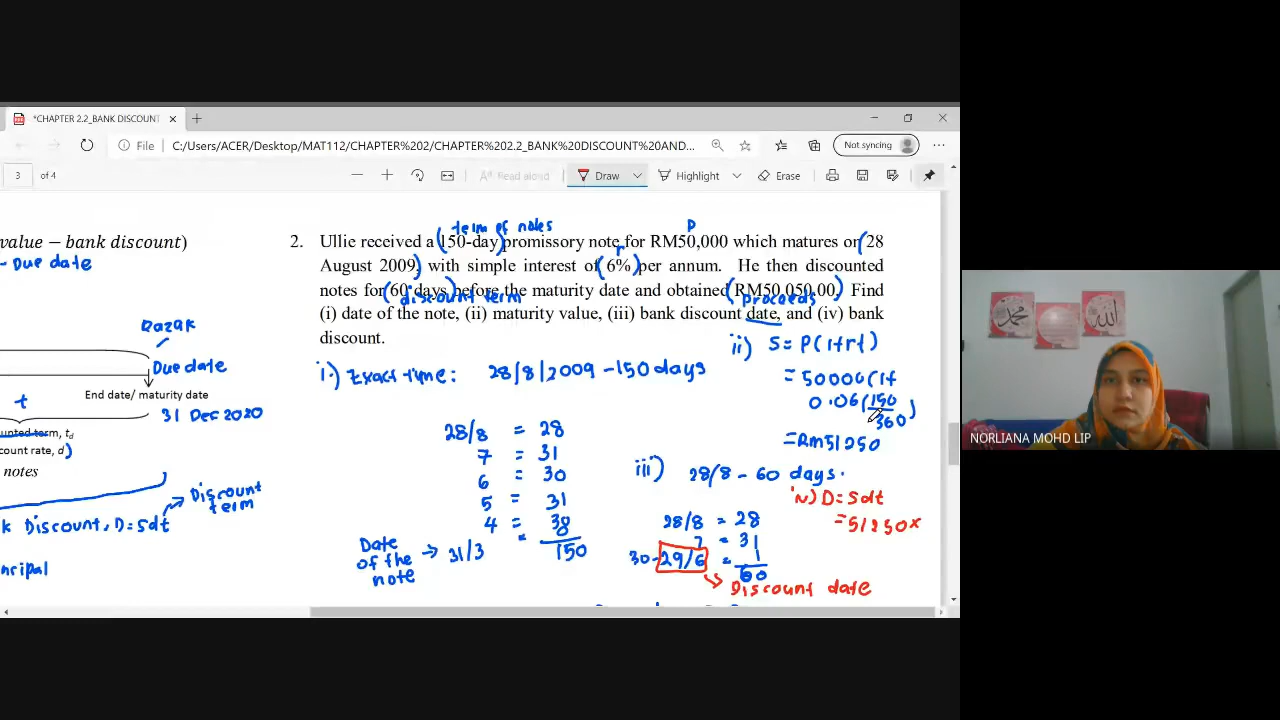 *CHAPTER 2.2_BANK DISCOUNT
File
C:/Users/ACER/Desktop/MAT112/CHAPTER%202/CHAPTER%202.2_BANK%20DISCOUNT%20AND...
Not syncing
3 of 4
Read aloud
Draw
Highlight
Erase
value − bank discount)
- Due date
Razak
Due date
t
End date/ maturity date
31 Dec 2020
term, t_d
count rate, d)
notes
Discount
term
k Discount, D = Sdt
ncipal
term of notes
P
2. Ullie received a (150-day) promissory note for RM50,000 which matures on (28
r
August 2009) with simple interest of (6%) per annum. He then discounted
notes for (60 days) before the maturity date and obtained (RM50,050.00.) Find
discount term
proceeds
(i) date of the note, (ii) maturity value, (iii) bank discount date, and (iv) bank
discount.
i.) Exact time: 28/8/2009 - 150 days
28/8 = 28
7 = 31
6 = 30
5 = 31
4 = 30
31/3
150
Date
of the
note
ii) S = P(1+rt)
= 50000(1+
0.06(150/360)
= RM51250
iii) 28/8 - 60 days.
28/8 = 28
7 = 31
30-29/6 = 1
60
Discount date
iv) D = Sdt
= 51250x
NORLIANA MOHD LIP
محمد
الله